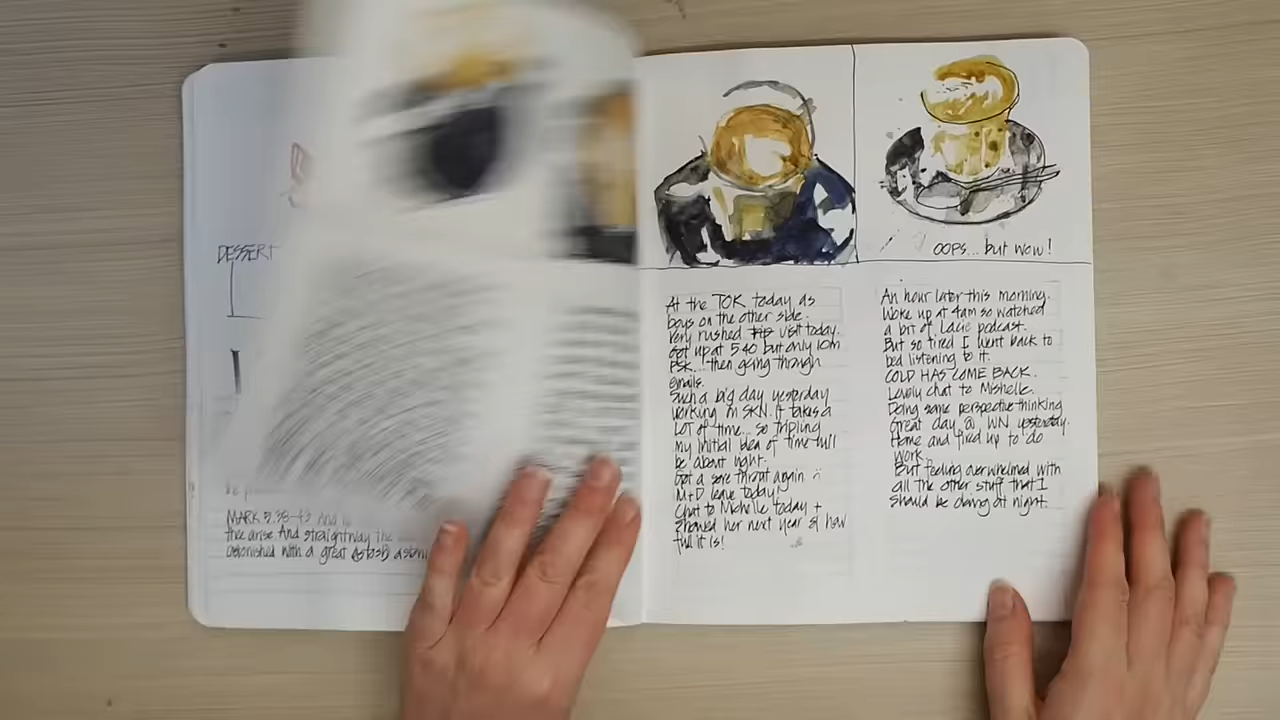 DESSERT
MARK 5.38-43 And
thee arise. And straightway the
astonished with a great
At the TOK today as
boys on the other side.
Very rushed visit today.
Got up at 5.40 but only 10m
PSK... then going through
emails.
Such a big day yesterday
working on SKN. It takes a
LOT of time... so tripling
my initial idea of time will
be about right.
Got a sore throat again
M+D leave today
Chat to Michelle today +
showed her next year & how
full it is!
OOPS... but wow!
An hour later this morning.
Woke up at 4am so watched
a bit of Lacie podcast.
But so tired I went back to
bed listening to it.
COLD HAS COME BACK.
Lovely chat to Mishelle.
Doing some perspective thinking
Great day @ WN yesterday.
Home and fired up to do
work.
But feeling overwhelmed with
all the other stuff that I
should be doing at night.